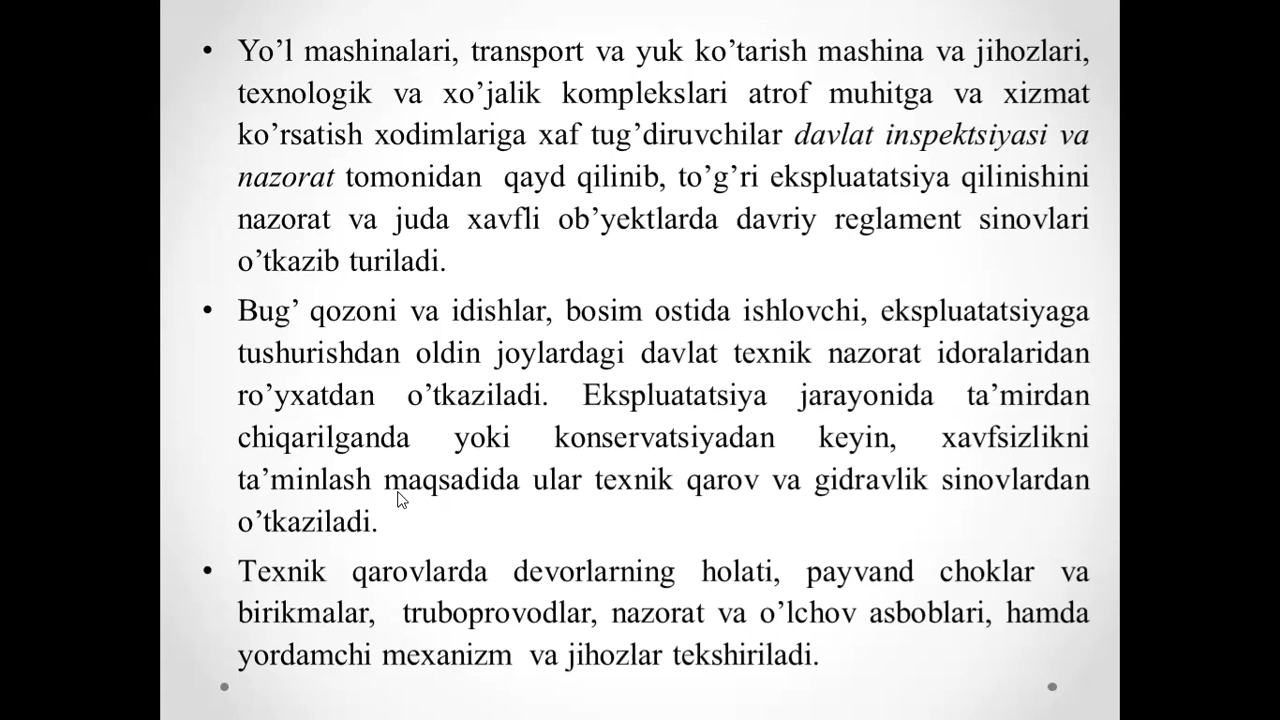 • Yo’l mashinalari, transport va yuk ko’tarish mashina va jihozlari,
texnologik va xo’jalik komplekslari atrof muhitga va xizmat
ko’rsatish xodimlariga xaf tug’diruvchilar davlat inspektsiyasi va
nazorat tomonidan qayd qilinib, to’g’ri ekspluatatsiya qilinishini
nazorat va juda xavfli ob’yektlarda davriy reglament sinovlari
o’tkazib turiladi.
• Bug’ qozoni va idishlar, bosim ostida ishlovchi, ekspluatatsiyaga
tushurishdan oldin joylardagi davlat texnik nazorat idoralaridan
ro’yxatdan o’tkaziladi. Ekspluatatsiya jarayonida ta’mirdan
chiqarilganda yoki konservatsiyadan keyin, xavfsizlikni
ta’minlash maqsadida ular texnik qarov va gidravlik sinovlardan
o’tkaziladi.
• Texnik qarovlarda devorlarning holati, payvand choklar va
birikmalar, truboprovodlar, nazorat va o’lchov asboblari, hamda
yordamchi mexanizm va jihozlar tekshiriladi.